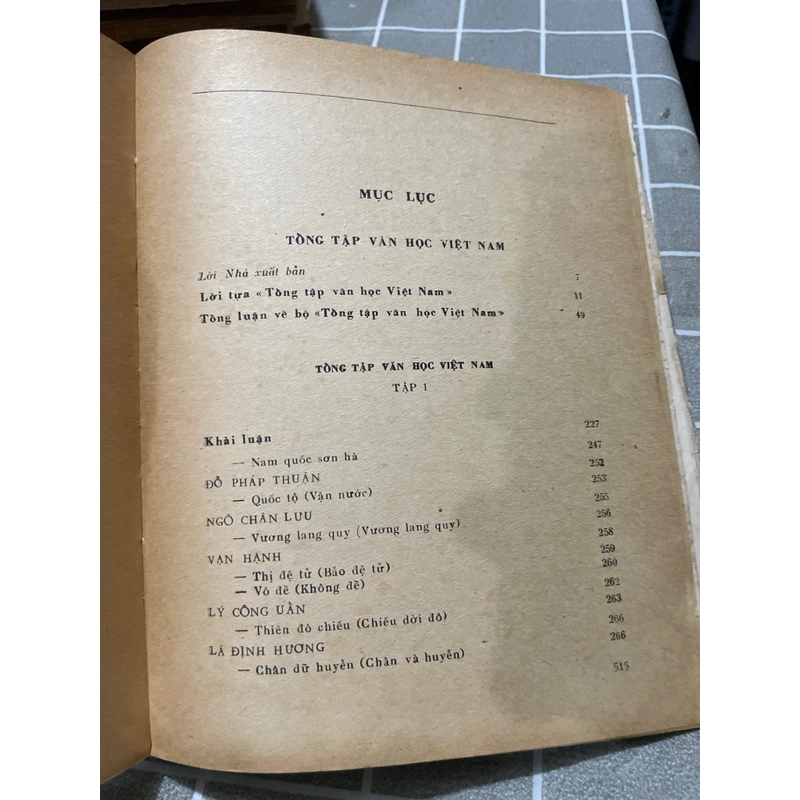 MỤC LỤC
TỔNG TẬP VĂN HỌC VIỆT NAM
Lời Nhà xuất bản 7
Lời tựa «Tổng tập văn học Việt Nam» 11
Tổng luận về bộ «Tổng tập văn học Việt Nam» 49
TỔNG TẬP VĂN HỌC VIỆT NAM
TẬP 1
Khải luận 227
— Nam quốc sơn hà 247
ĐỖ PHÁP THUẬN 252
— Quốc tộ (Vận nước) 253
NGÔ CHÂN LƯU 255
— Vương lang quy (Vương lang quy) 256
VẠN HẠNH 258
— Thị đệ tử (Bảo đệ tử) 259
— Vô đề (Không đề) 260
LÝ CÔNG UẨN 262
— Thiên đô chiếu (Chiếu dời đô) 263
LÃ ĐỊNH HƯƠNG 266
— Chân dữ huyễn (Chân và huyễn) 266
515